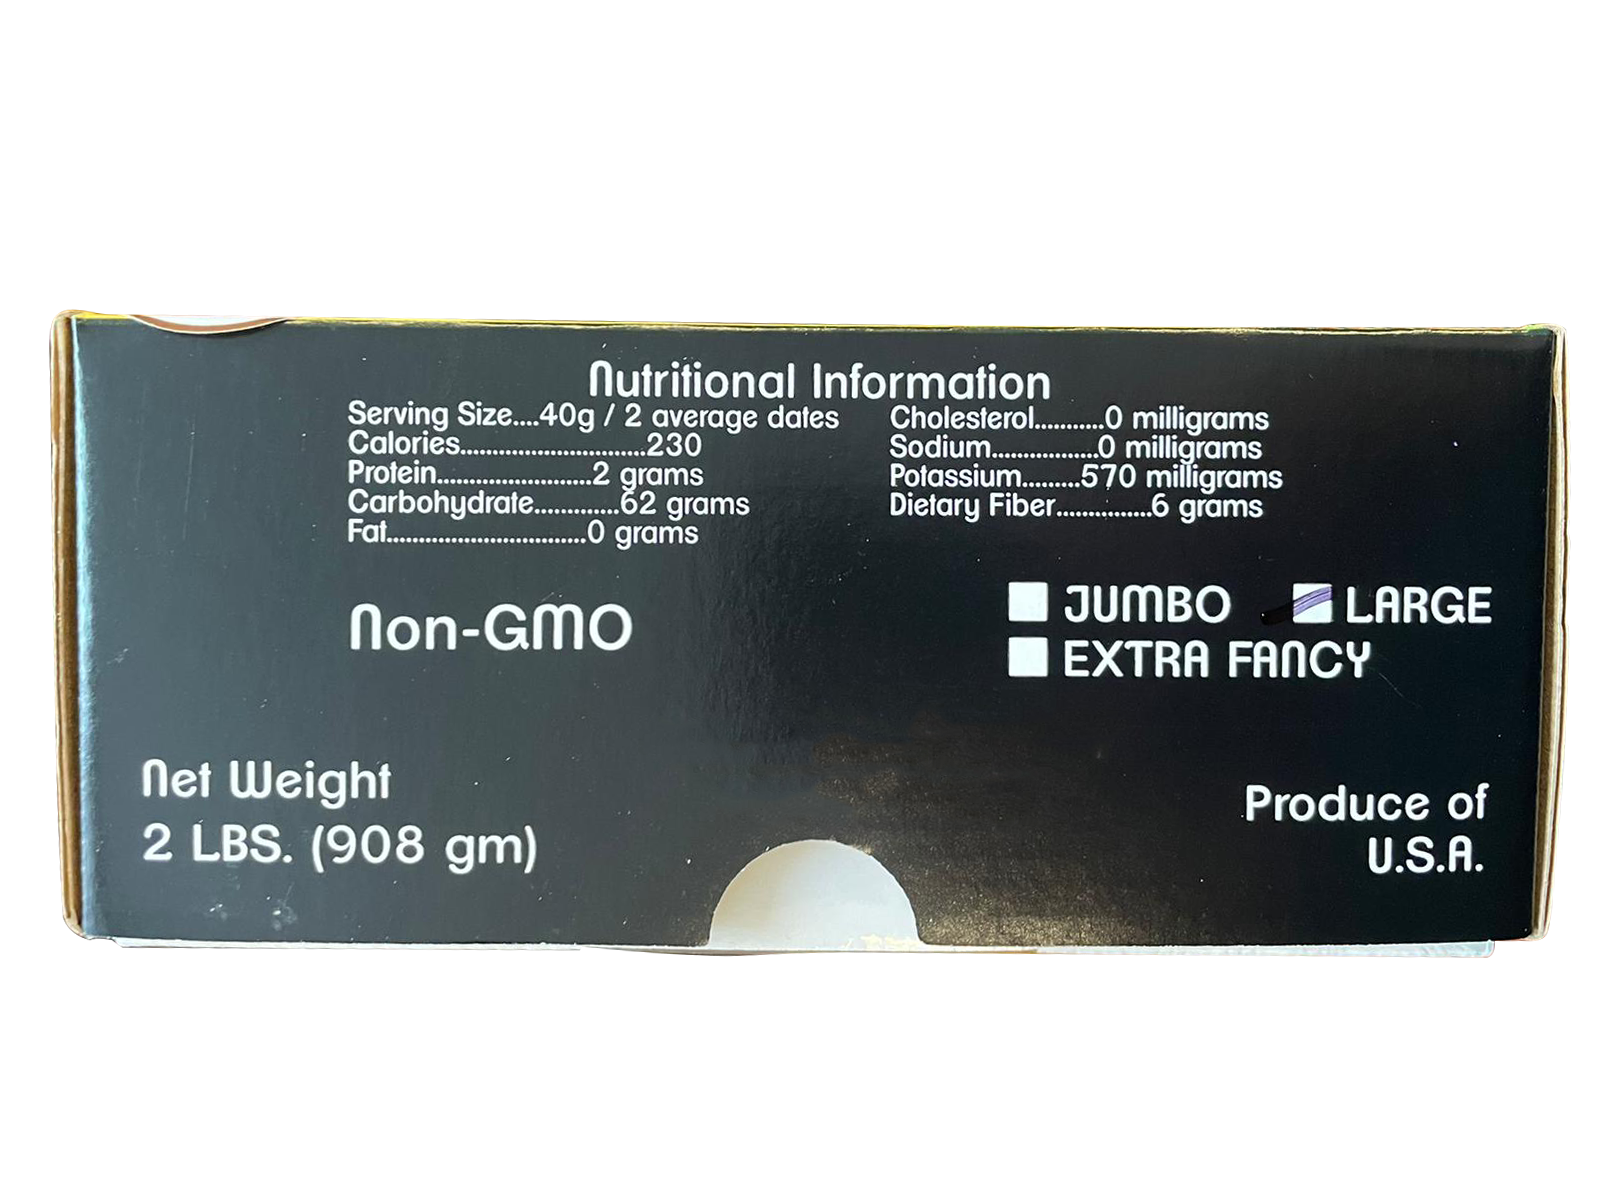 Nutritional Information
Serving Size....40g / 2 average dates
Calories............................230
Protein........................2 grams
Carbohydrate.............62 grams
Fat...............................0 grams
Cholesterol...........0 milligrams
Sodium.................0 milligrams
Potassium.........570 milligrams
Dietary Fiber...............6 grams
Non-GMO
JUMBO LARGE
EXTRA FANCY
Net Weight
2 LBS. (908 gm)
Produce of
U.S.A.